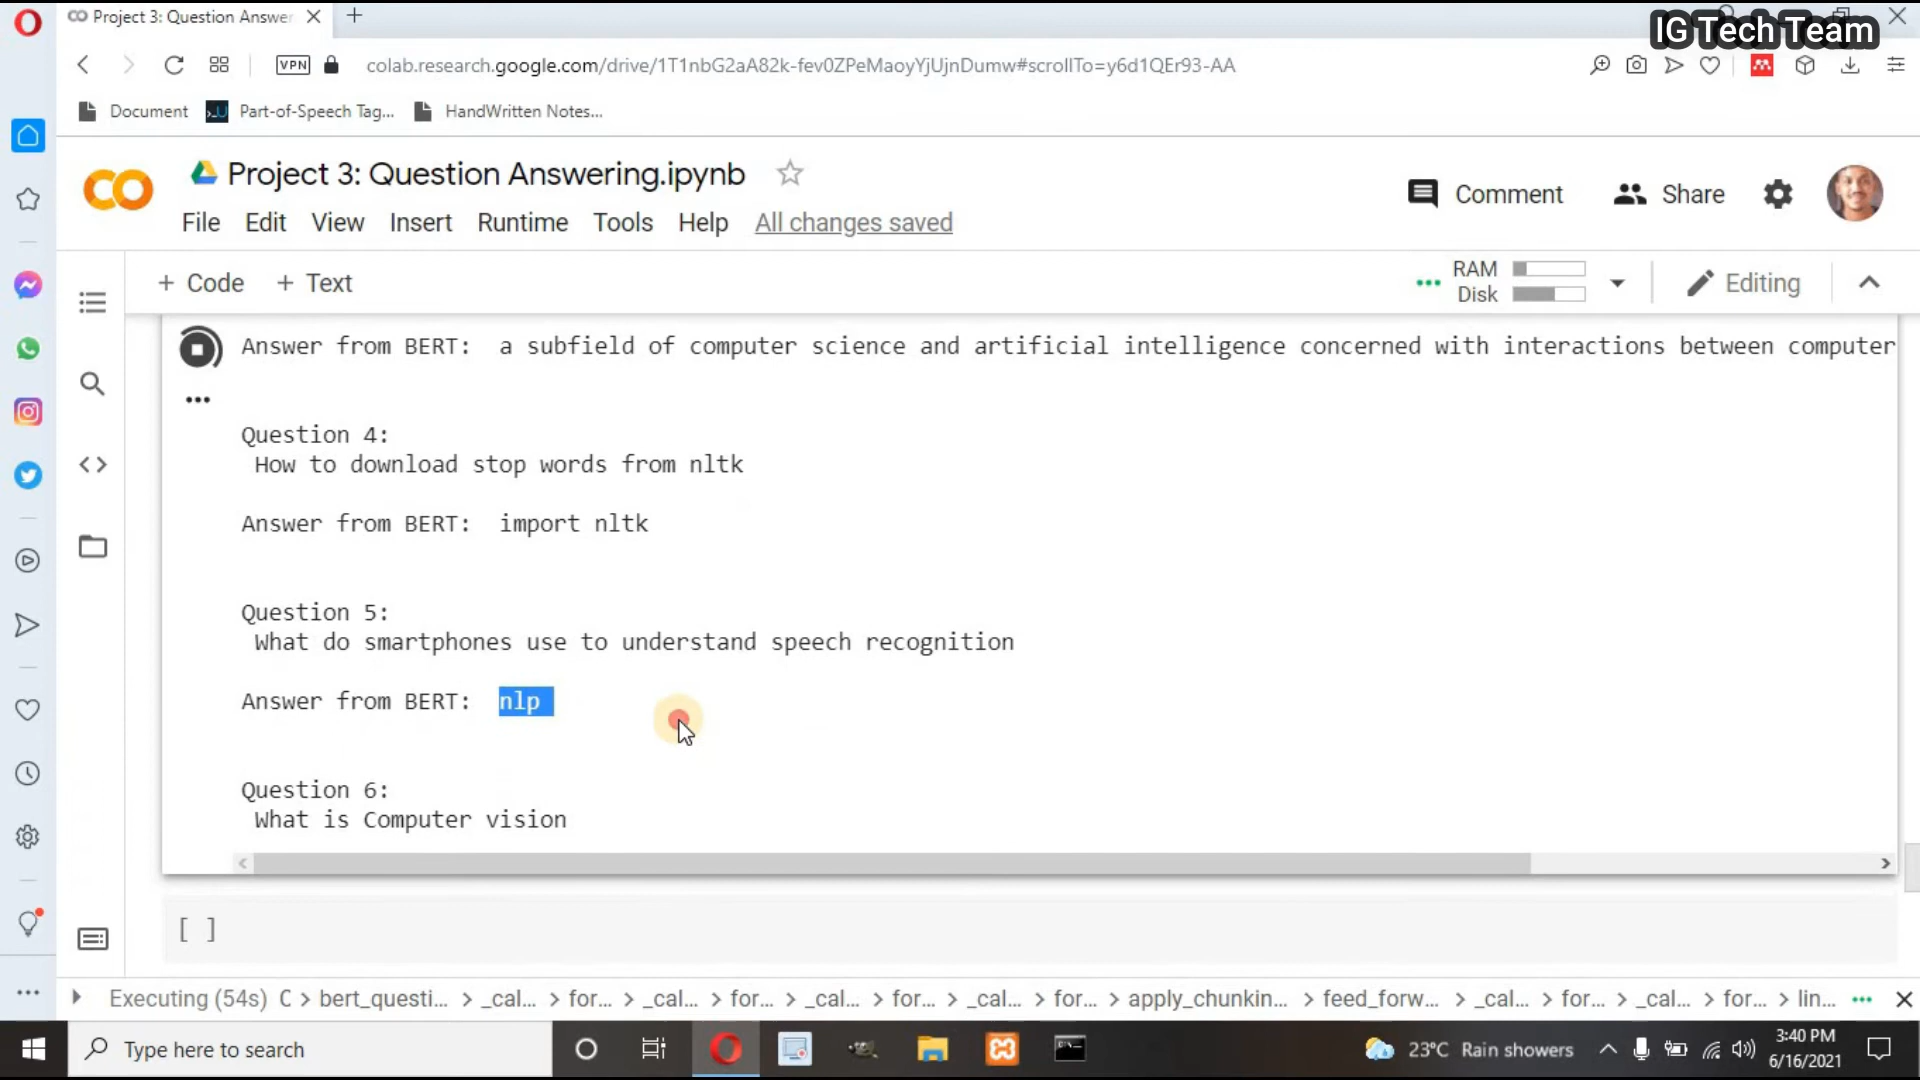 Project 3: Question Answer
IG Tech Team
VPN
colab.research.google.com/drive/1T1nbG2aA82k-fev0ZPeMaoyYjUjnDumw#scrollTo=y6d1QEr93-AA
Document
Part-of-Speech Tag...
HandWritten Notes...
CO
Project 3: Question Answering.ipynb
Comment
Share
File Edit View Insert Runtime Tools Help All changes saved
+ Code + Text
RAM
Disk
Editing
Answer from BERT:  a subfield of computer science and artificial intelligence concerned with interactions between computer
Question 4:
How to download stop words from nltk
Answer from BERT:  import nltk
Question 5:
What do smartphones use to understand speech recognition
Answer from BERT:  nlp
Question 6:
What is Computer vision
[ ]
Executing (54s) C > bert_questi... > _cal... > for... > _cal... > for... > _cal... > for... > _cal... > for... > apply_chunkin... > feed_forw... > _cal... > for... > _cal... > for... > lin...
Type here to search
23°C Rain showers
3:40 PM
6/16/2021